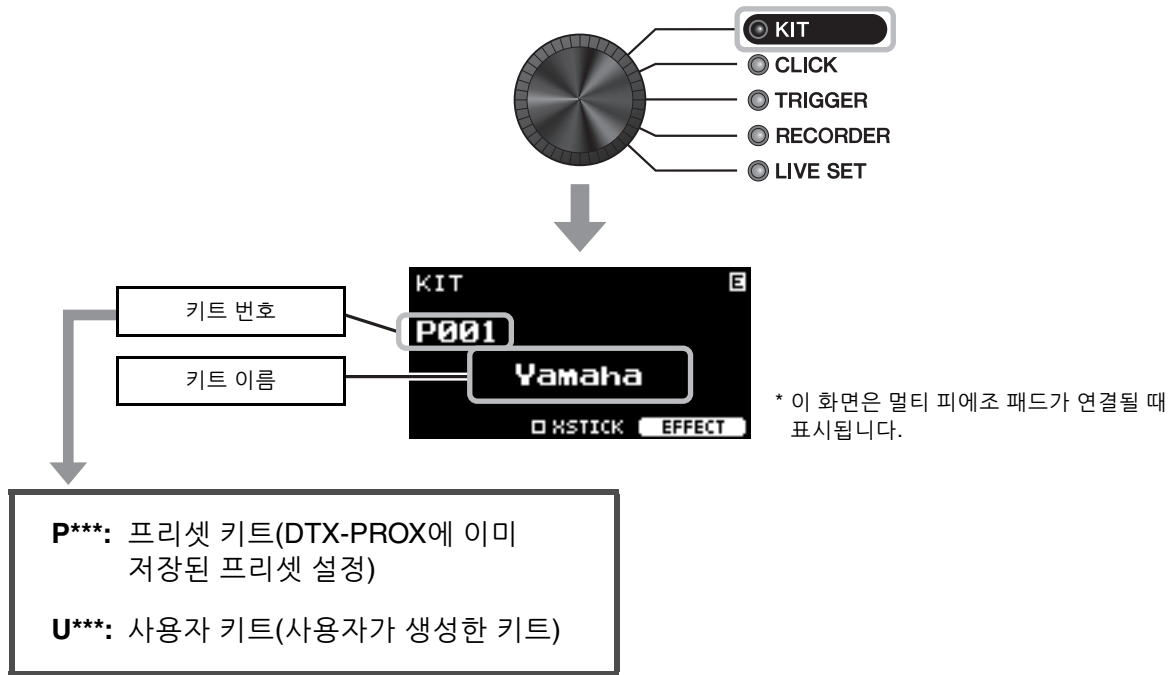 KIT
CLICK
TRIGGER
RECORDER
LIVE SET
KIT E
키트 번호
P001
키트 이름
Yamaha
XSTICK EFFECT
* 이 화면은 멀티 피에조 패드가 연결될 때
표시됩니다.
P***: 프리셋 키트(DTX-PROX에 이미
저장된 프리셋 설정)
U***: 사용자 키트(사용자가 생성한 키트)